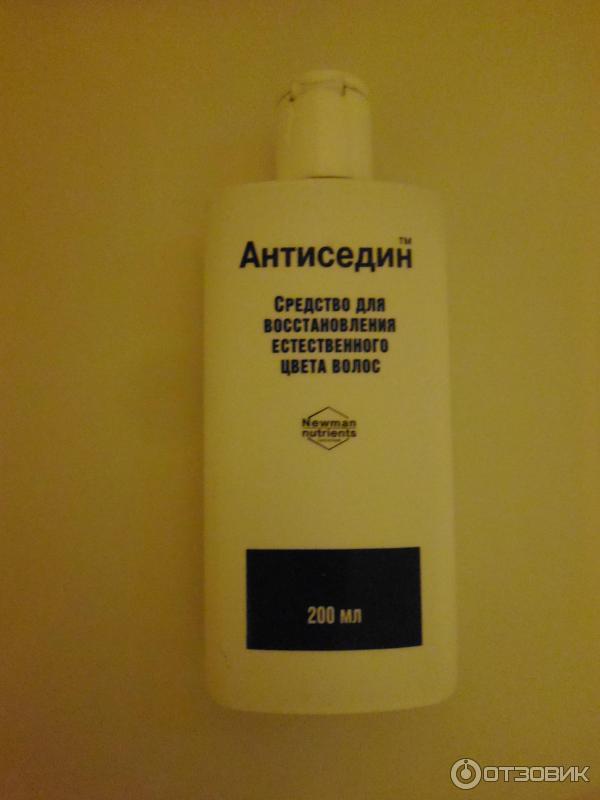 Антиседин™
Средство для
восстановления
естественного
цвета волос
Newman
nutrients
200 мл
ОТЗОВИК